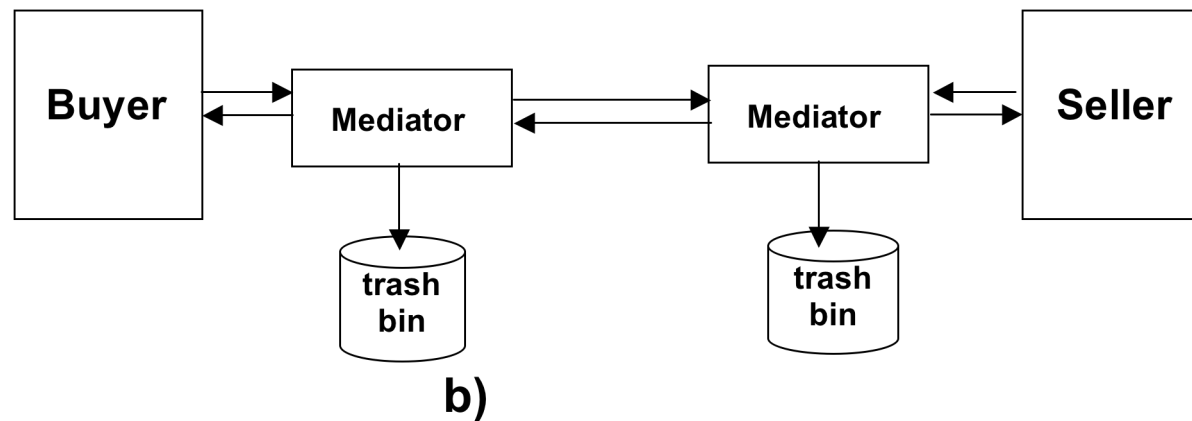 Buyer
Mediator
Mediator
Seller
trash
bin
trash
bin
b)